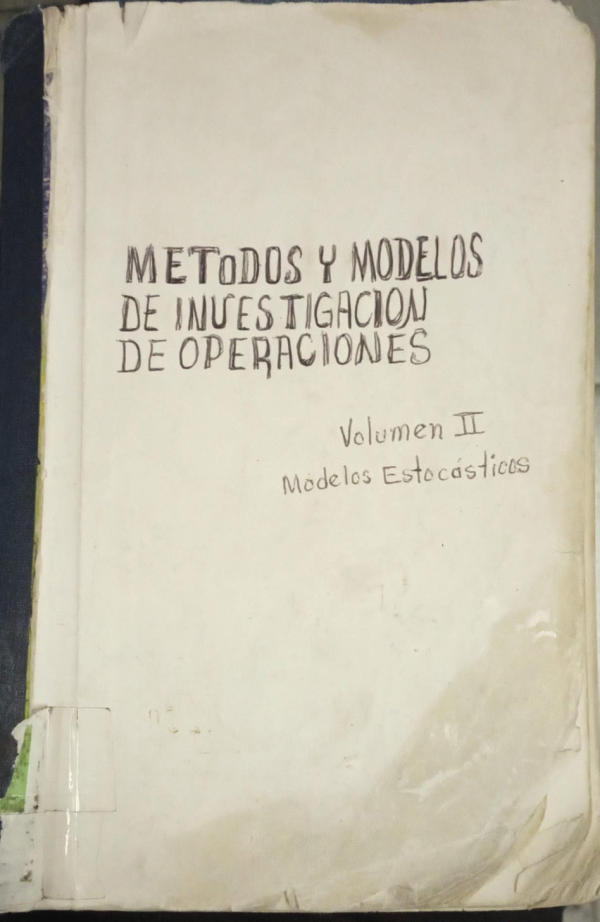 METODOS Y MODELOS
DE INVESTIGACION
DE OPERACIONES
Volumen II
Modelos Estocásticos